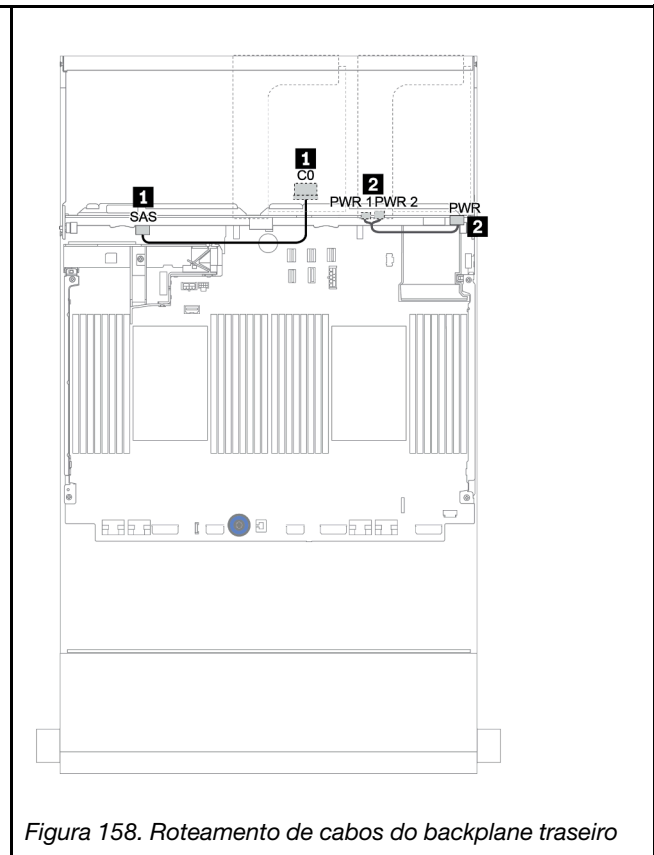 1
C0
1
SAS
2
PWR 1 PWR 2
PWR
2
Figura 158. Roteamento de cabos do backplane traseiro